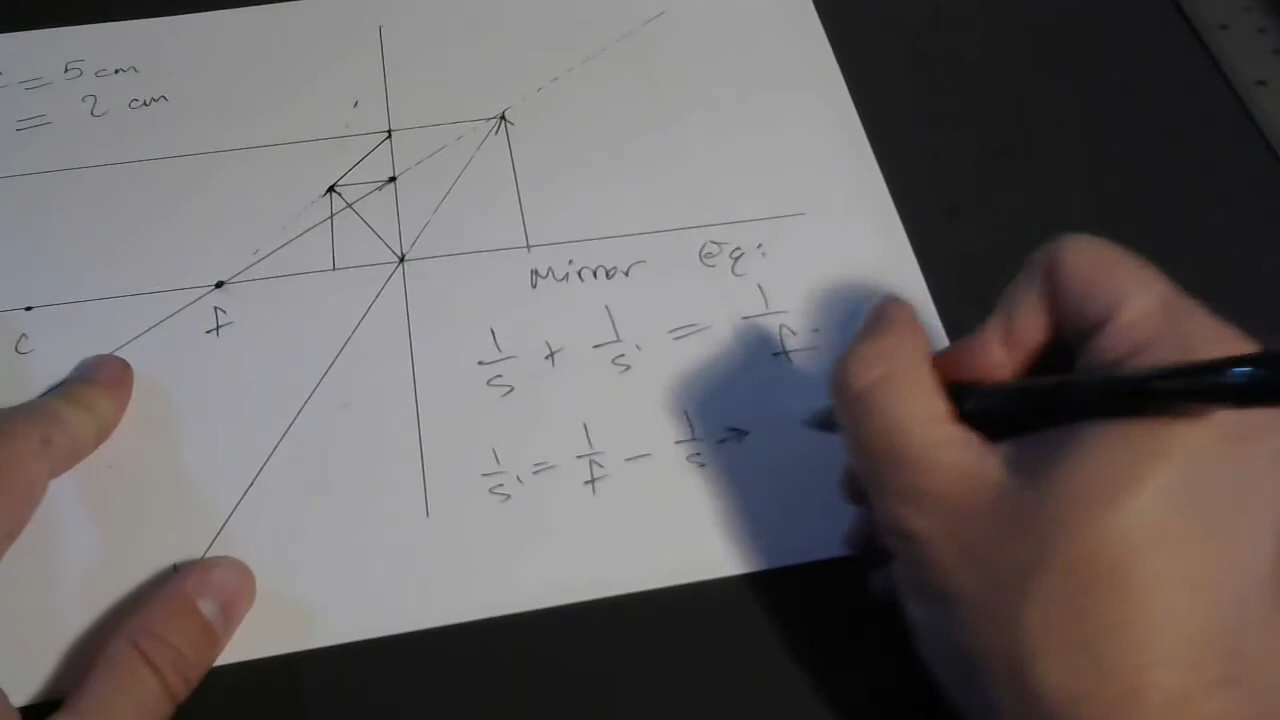 = 5 cm
= 2 cm
f
c
Mirror eq:
1/s + 1/s' = 1/f
1/s' = 1/f - 1/s →